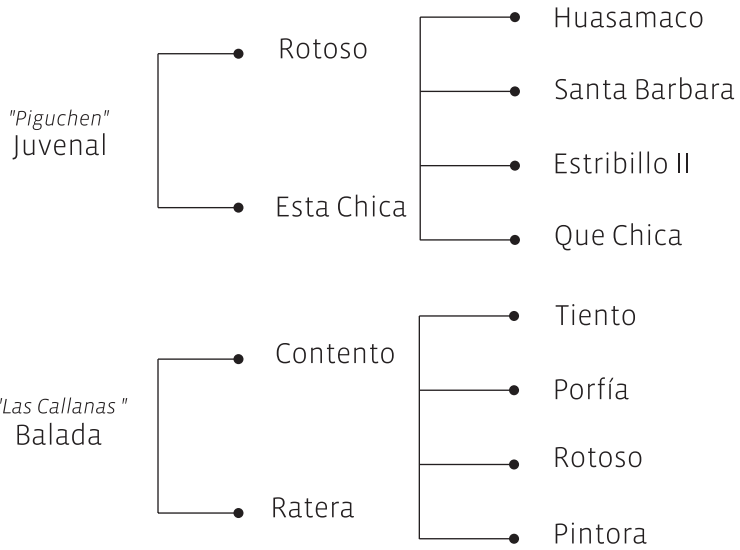 "Piguchen"
Juvenal
Rotoso
Esta Chica
Huasamaco
Santa Barbara
Estribillo II
Que Chica
"Las Callanas "
Balada
Contento
Ratera
Tiento
Porfía
Rotoso
Pintora